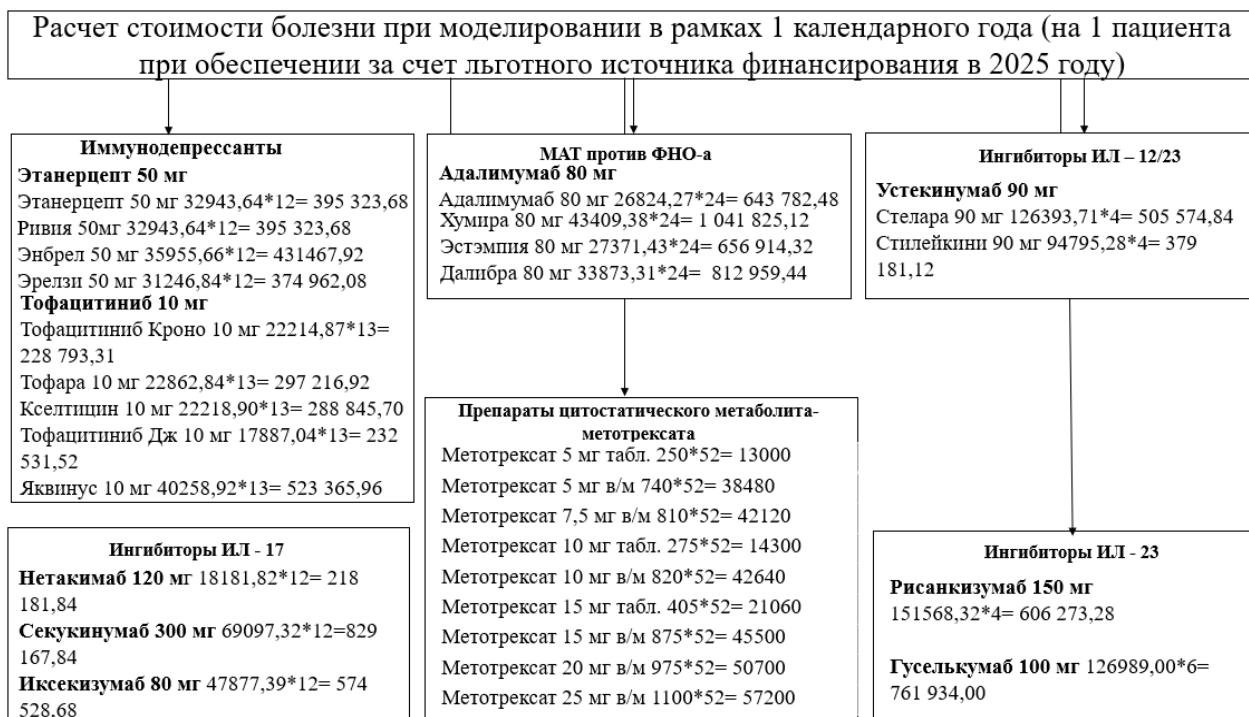 Расчет стоимости болезни при моделировании в рамках 1 календарного года (на 1 пациента
при обеспечении за счет льготного источника финансирования в 2025 году)
Иммунодепрессанты
Этанерцепт 50 мг
Этанерцепт 50 мг 32943,64*12= 395 323,68
Ривия 50мг 32943,64*12= 395 323,68
Энбрел 50 мг 35955,66*12= 431467,92
Эрелзи 50 мг 31246,84*12= 374 962,08
Тофацитиниб 10 мг
Тофацитиниб Кроно 10 мг 22214,87*13=
228 793,31
Тофара 10 мг 22862,84*13= 297 216,92
Кселтицин 10 мг 22218,90*13= 288 845,70
Тофацитиниб Дж 10 мг 17887,04*13= 232
531,52
Яквинус 10 мг 40258,92*13= 523 365,96
Ингибиторы ИЛ - 17
Нетакимаб 120 мг 18181,82*12= 218
181,84
Секукинумаб 300 мг 69097,32*12=829
167,84
Иксекизумаб 80 мг 47877,39*12= 574
528,68
МАТ против ФНО-а
Адалимумаб 80 мг
Адалимумаб 80 мг 26824,27*24= 643 782,48
Хумира 80 мг 43409,38*24= 1 041 825,12
Эстэмпия 80 мг 27371,43*24= 656 914,32
Далибра 80 мг 33873,31*24=  812 959,44
Препараты цитостатического метаболита-
метотрексата
Метотрексат 5 мг табл. 250*52= 13000
Метотрексат 5 мг в/м 740*52= 38480
Метотрексат 7,5 мг в/м 810*52= 42120
Метотрексат 10 мг табл. 275*52= 14300
Метотрексат 10 мг в/м 820*52= 42640
Метотрексат 15 мг табл. 405*52= 21060
Метотрексат 15 мг в/м 875*52= 45500
Метотрексат 20 мг в/м 975*52= 50700
Метотрексат 25 мг в/м 1100*52= 57200
Ингибиторы ИЛ – 12/23
Устекинумаб 90 мг
Стелара 90 мг 126393,71*4= 505 574,84
Стилейкини 90 мг 94795,28*4= 379
181,12
Ингибиторы ИЛ - 23
Рисанкизумаб 150 мг
151568,32*4= 606 273,28
Гуселькумаб 100 мг 126989,00*6=
761 934,00